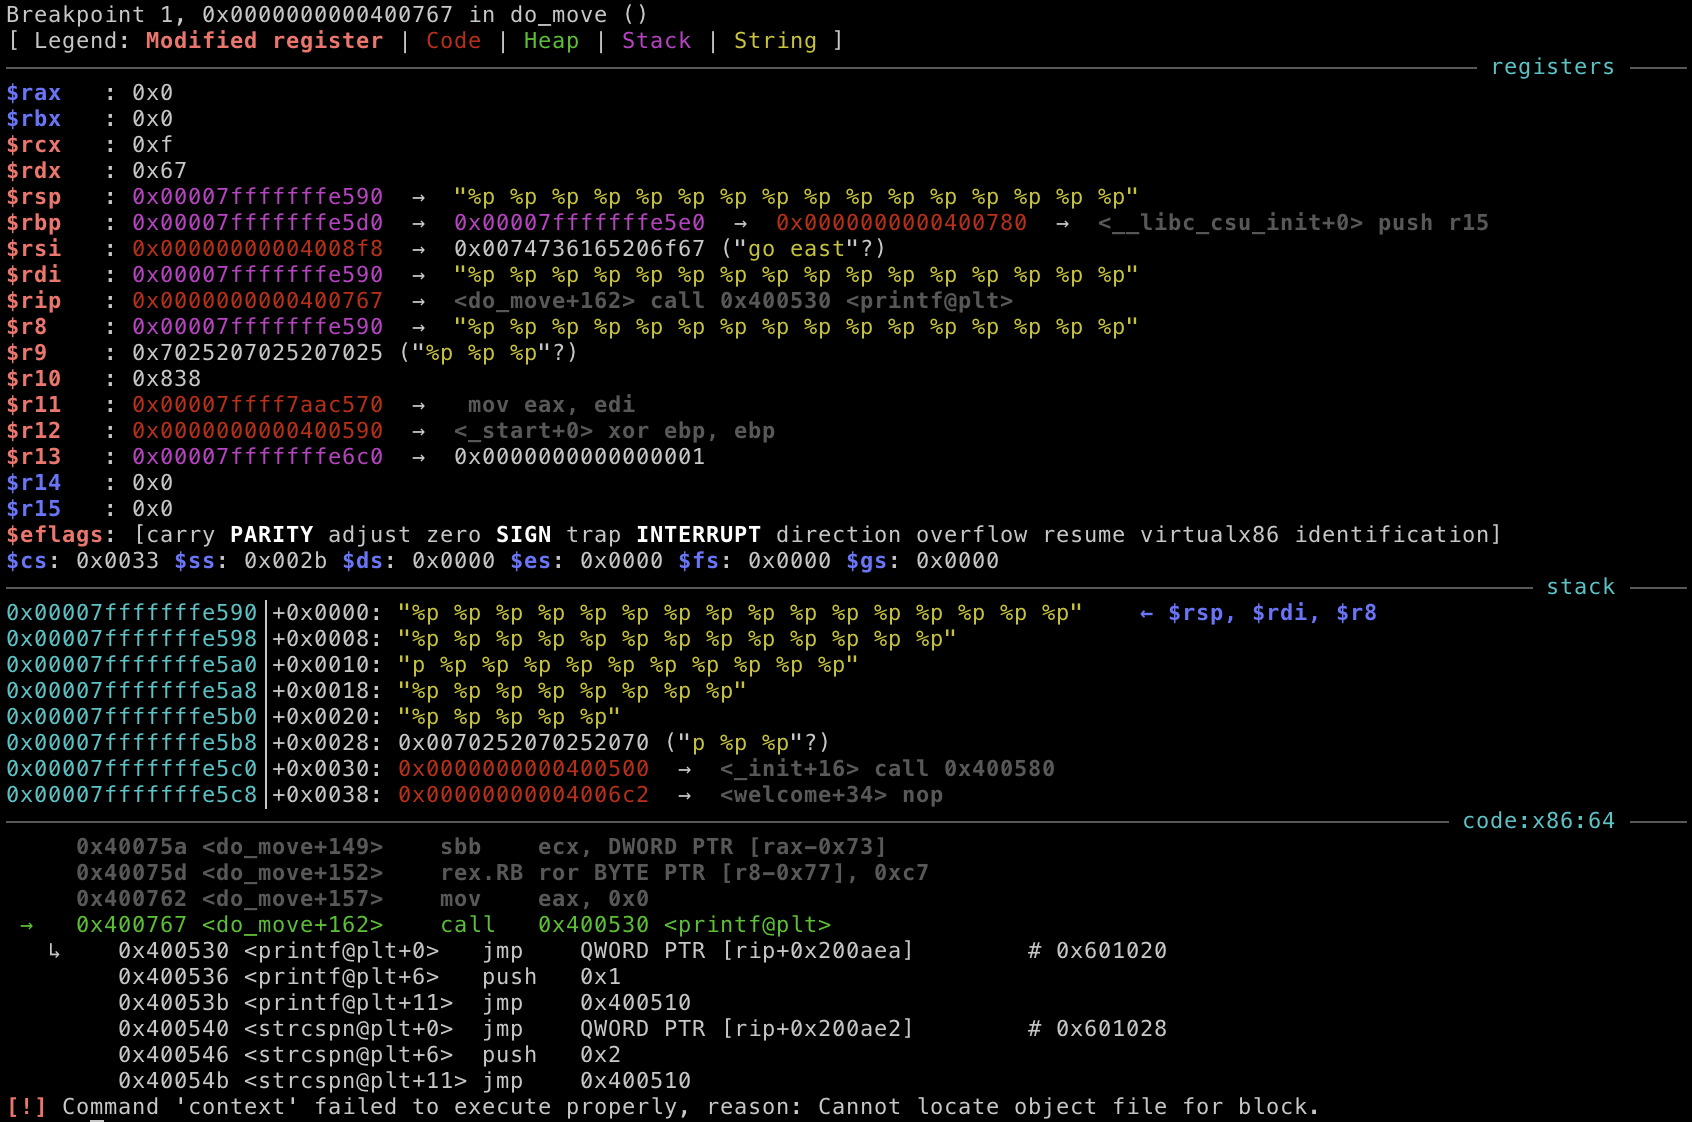 Breakpoint 1, 0x0000000000400767 in do_move ()
[ Legend: Modified register | Code | Heap | Stack | String ]
registers
$rax   : 0x0
$rbx   : 0x0
$rcx   : 0xf
$rdx   : 0x67
$rsp   : 0x00007fffffffe590  →  "%p %p %p %p %p %p %p %p %p %p %p %p %p %p %p %p"
$rbp   : 0x00007fffffffe5d0  →  0x00007fffffffe5e0  →  0x0000000000400780  →  <__libc_csu_init+0> push r15
$rsi   : 0x00000000004008f8  →  0x0074736165206f67 ("go east"?)
$rdi   : 0x00007fffffffe590  →  "%p %p %p %p %p %p %p %p %p %p %p %p %p %p %p %p"
$rip   : 0x0000000000400767  →  <do_move+162> call 0x400530 <printf@plt>
$r8    : 0x00007fffffffe590  →  "%p %p %p %p %p %p %p %p %p %p %p %p %p %p %p %p"
$r9    : 0x7025207025207025 ("%p %p %p"?)
$r10   : 0x838
$r11   : 0x00007ffff7aac570  →   mov eax, edi
$r12   : 0x0000000000400590  →  <_start+0> xor ebp, ebp
$r13   : 0x00007fffffffe6c0  →  0x0000000000000001
$r14   : 0x0
$r15   : 0x0
$eflags: [carry PARITY adjust zero SIGN trap INTERRUPT direction overflow resume virtualx86 identification]
$cs: 0x0033 $ss: 0x002b $ds: 0x0000 $es: 0x0000 $fs: 0x0000 $gs: 0x0000
stack
0x00007fffffffe590│+0x0000: "%p %p %p %p %p %p %p %p %p %p %p %p %p %p %p %p"    ← $rsp, $rdi, $r8
0x00007fffffffe598│+0x0008: "%p %p %p %p %p %p %p %p %p %p %p %p %p"
0x00007fffffffe5a0│+0x0010: "p %p %p %p %p %p %p %p %p %p %p"
0x00007fffffffe5a8│+0x0018: "%p %p %p %p %p %p %p %p"
0x00007fffffffe5b0│+0x0020: "%p %p %p %p %p"
0x00007fffffffe5b8│+0x0028: 0x0070252070252070 ("p %p %p"?)
0x00007fffffffe5c0│+0x0030: 0x0000000000400500  →  <_init+16> call 0x400580
0x00007fffffffe5c8│+0x0038: 0x00000000004006c2  →  <welcome+34> nop
code:x86:64
0x40075a <do_move+149>    sbb    ecx, DWORD PTR [rax-0x73]
0x40075d <do_move+152>    rex.RB ror BYTE PTR [r8-0x77], 0xc7
0x400762 <do_move+157>    mov    eax, 0x0
→   0x400767 <do_move+162>    call   0x400530 <printf@plt>
↳    0x400530 <printf@plt+0>   jmp    QWORD PTR [rip+0x200aea]        # 0x601020
0x400536 <printf@plt+6>   push   0x1
0x40053b <printf@plt+11>  jmp    0x400510
0x400540 <strcspn@plt+0>  jmp    QWORD PTR [rip+0x200ae2]        # 0x601028
0x400546 <strcspn@plt+6>  push   0x2
0x40054b <strcspn@plt+11> jmp    0x400510
[!] Command 'context' failed to execute properly, reason: Cannot locate object file for block.